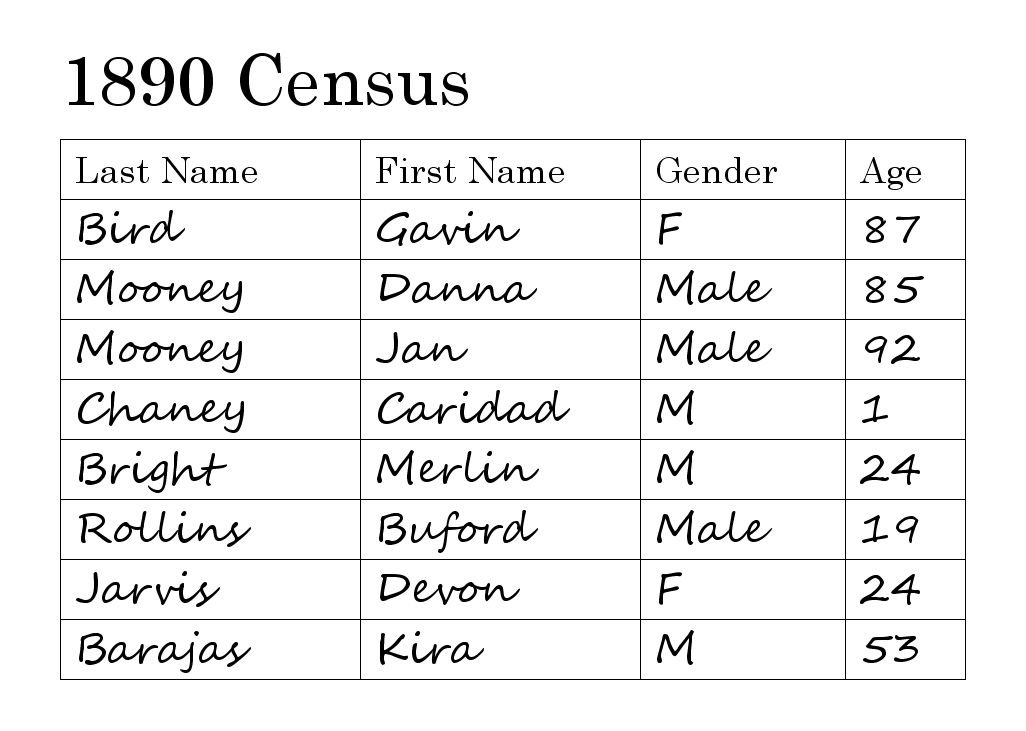 1890 Census
Last Name First Name Gender Age
Bird Gavin F 87
Mooney Danna Male 85
Mooney Jan Male 92
Chaney Caridad M 1
Bright Merlin M 24
Rollins Buford Male 19
Jarvis Devon F 24
Barajas Kira M 53